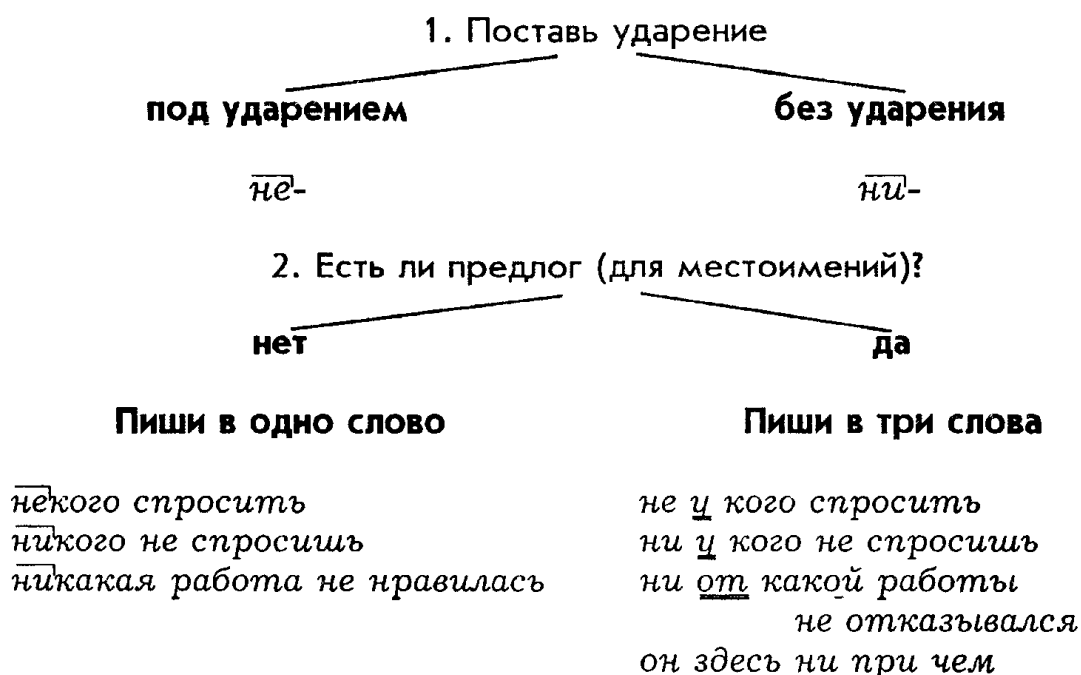 1. Поставь ударение
под ударением без ударения
не- ни-
2. Есть ли предлог (для местоимений)?
нет да
Пиши в одно слово Пиши в три слова
некого спросить не у кого спросить
никого не спросишь ни у кого не спросишь
никакая работа не нравилась ни от какой работы
не отказывался
он здесь ни при чем